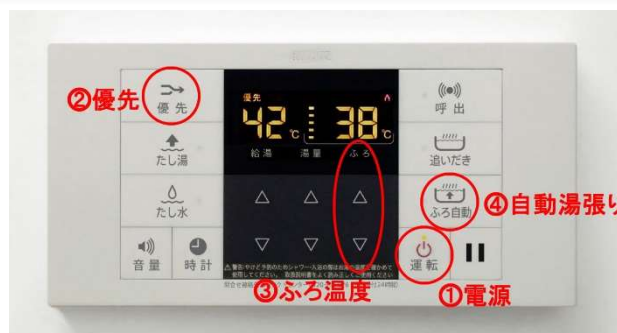 ②優先
優先
優先
42℃
38℃
給湯
湯量
ふろ
呼出
たし湯
追いだき
たし水
ふろ自動
④自動湯張り
音量
時計
運転
③ふろ温度
①電源